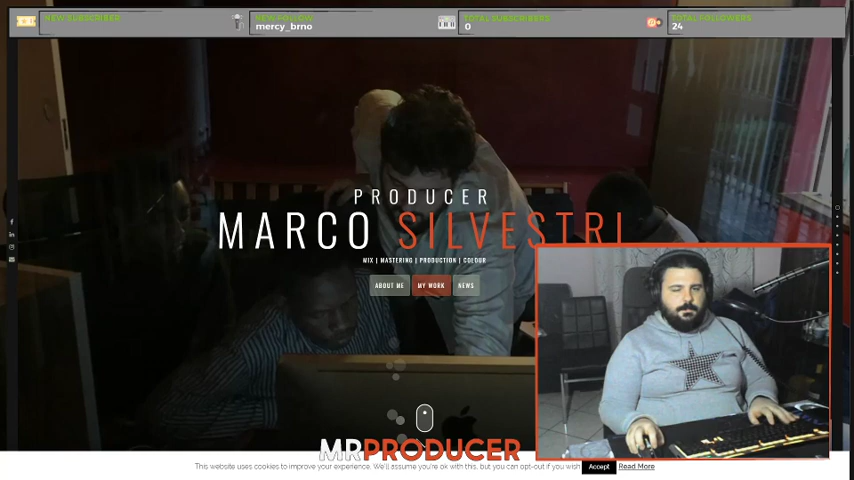 NEW SUBSCRIBER
NEW FOLLOW
mercy_brno
TOTAL SUBSCRIBERS
0
TOTAL FOLLOWERS
24
PRODUCER
MARCO SILVESTRI
MIX | MASTERING | PRODUCTION | COLOUR
ABOUT ME
MY WORK
NEWS
MRPRODUCER
This website uses cookies to improve your experience. We'll assume you're ok with this, but you can opt-out if you wish
Accept
Read More